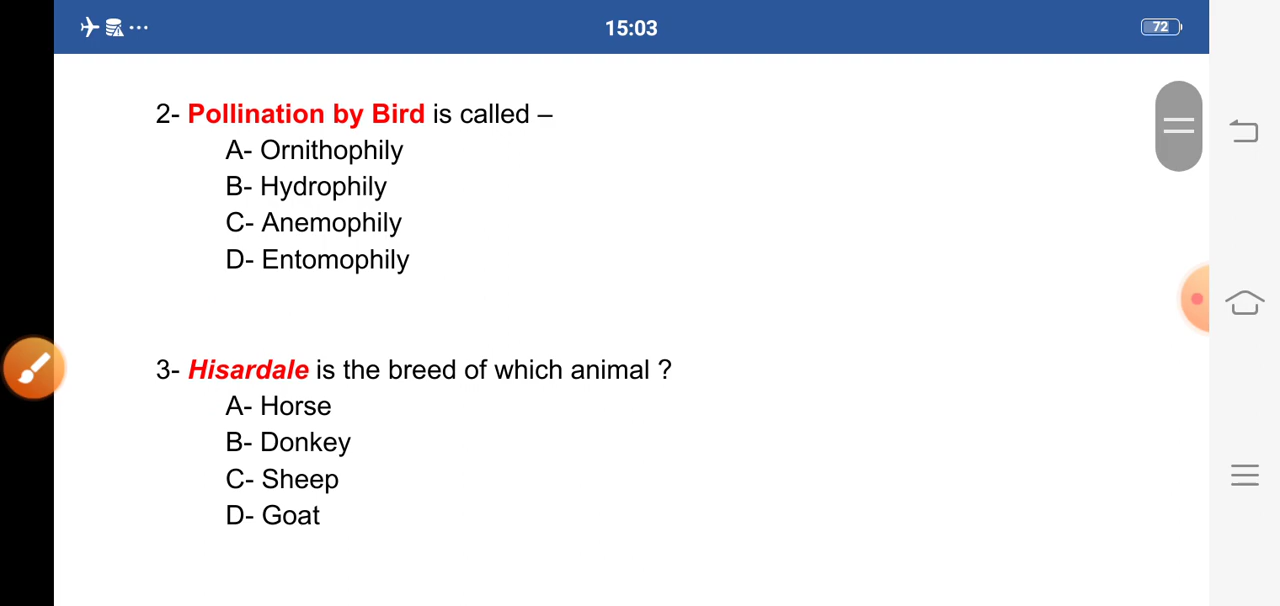 15:03
72
2- Pollination by Bird is called –
A- Ornithophily
B- Hydrophily
C- Anemophily
D- Entomophily
3- Hisardale is the breed of which animal ?
A- Horse
B- Donkey
C- Sheep
D- Goat